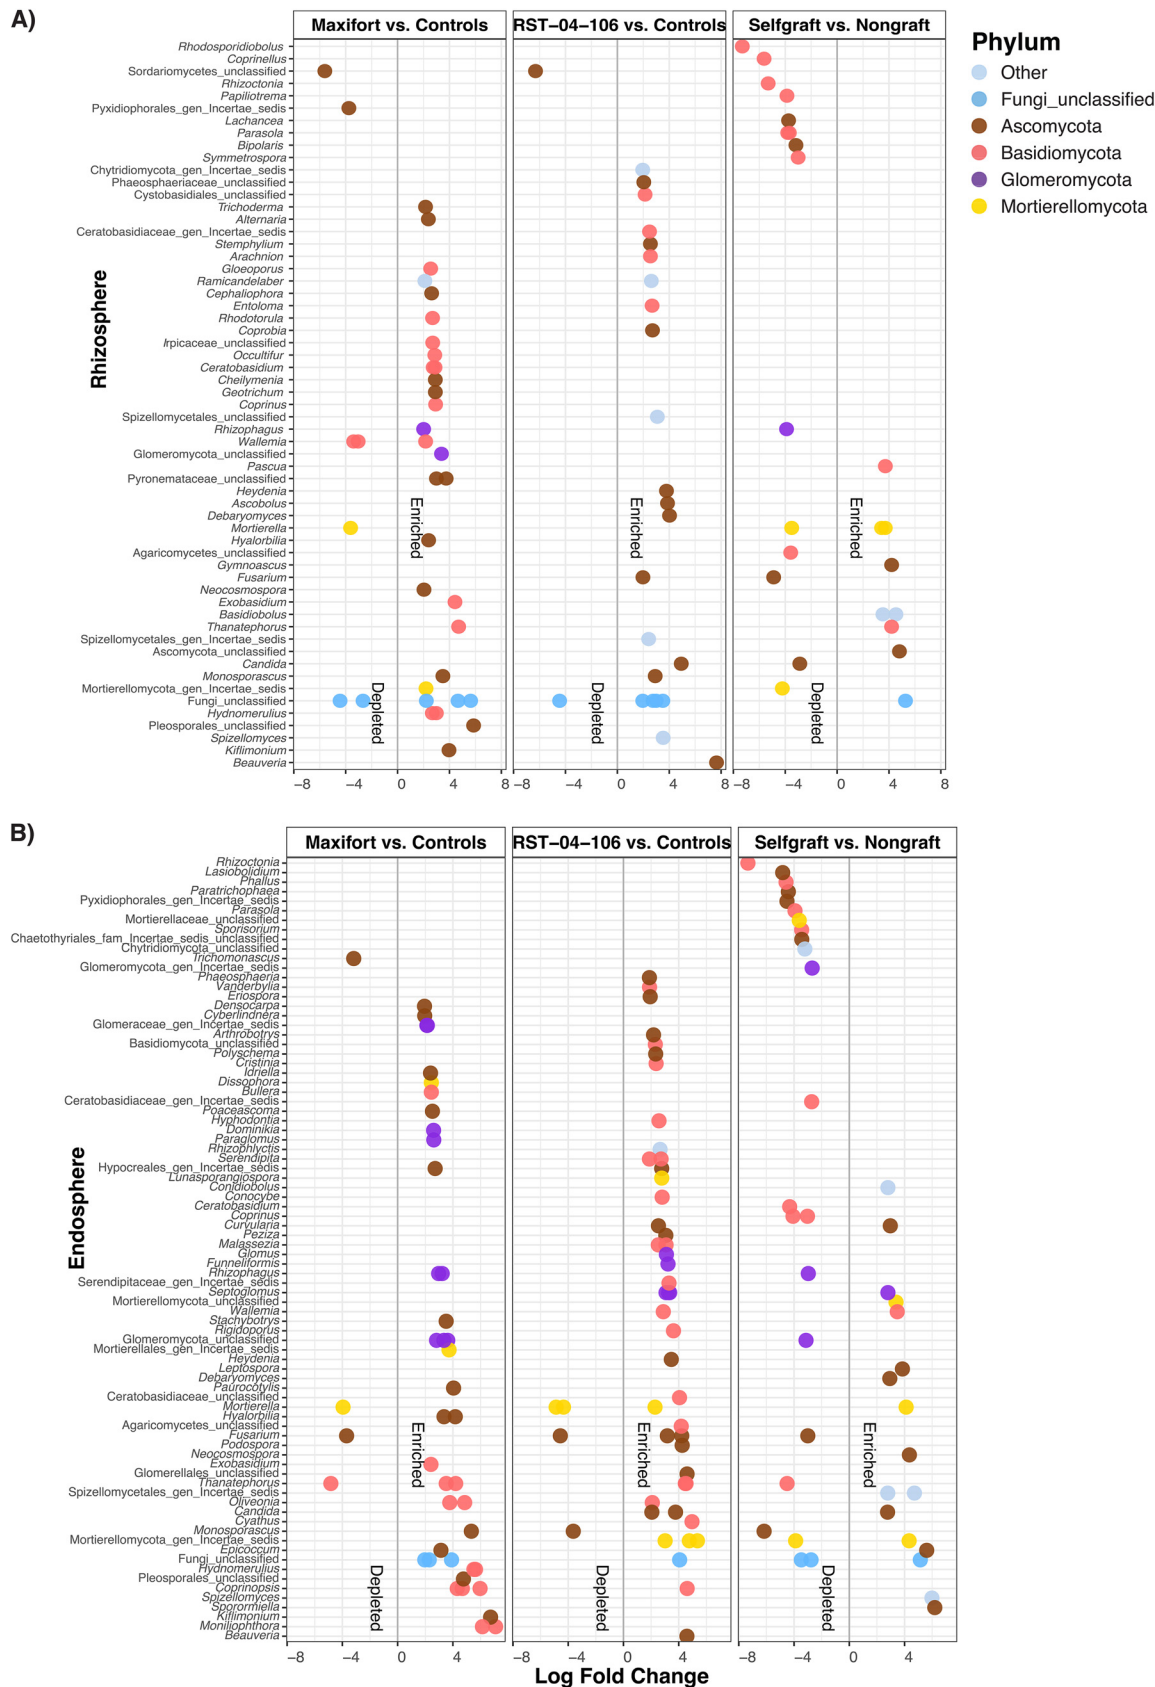 A)
Maxifort vs. Controls
RST−04−106 vs. Controls
Selfgraft vs. Nongraft
Phylum
Other
Fungi_unclassified
Ascomycota
Basidiomycota
Glomeromycota
Mortierellomycota
Rhizosphere
Rhodosporidiobolus
Coprinellus
Sordariomycetes_unclassified
Rhizoctonia
Papiliotrema
Pyxidiophorales_gen_Incertae_sedis
Lachancea
Parasola
Bipolaris
Symmetrospora
Chytridiomycota_gen_Incertae_sedis
Phaeosphaeriaceae_unclassified
Cystobasidiales_unclassified
Trichoderma
Alternaria
Ceratobasidiaceae_gen_Incertae_sedis
Stemphylium
Arachnion
Gloeoporus
Ramicandelaber
Cephaliophora
Entoloma
Rhodotorula
Coprobia
Irpicaceae_unclassified
Occultifur
Ceratobasidium
Cheilymenia
Geotrichum
Coprinus
Spizellomycetales_unclassified
Rhizophagus
Wallemia
Glomeromycota_unclassified
Pascua
Pyronemataceae_unclassified
Heydenia
Ascobolus
Debaryomyces
Mortierella
Hyalorbilia
Agaricomycetes_unclassified
Gymnoascus
Fusarium
Neocosmospora
Exobasidium
Basidiobolus
Thanatephorus
Spizellomycetales_gen_Incertae_sedis
Ascomycota_unclassified
Candida
Monosporascus
Mortierellomycota_gen_Incertae_sedis
Fungi_unclassified
Hydnomerulius
Pleosporales_unclassified
Spizellomyces
Kiflimonium
Beauveria
Enriched
Depleted
Enriched
Depleted
Enriched
Depleted
−8 −4 0 4 8
−8 −4 0 4 8
−8 −4 0 4 8
B)
Maxifort vs. Controls
RST−04−106 vs. Controls
Selfgraft vs. Nongraft
Endosphere
Rhizoctonia
Lasiobolidium
Phallus
Paratrichophaea
Pyxidiophorales_gen_Incertae_sedis
Parasola
Mortierellaceae_unclassified
Sporisorium
Chaetothyriales_fam_Incertae_sedis_unclassified
Chytridiomycota_unclassified
Trichomonascus
Glomeromycota_gen_Incertae_sedis
Phaeosphaeria
Vanderbylia
Eriospora
Densocarpa
Cyberlindnera
Glomeraceae_gen_Incertae_sedis
Arthrobotrys
Basidiomycota_unclassified
Polyschema
Cristinia
Idriella
Dissophora
Bullera
Ceratobasidiaceae_gen_Incertae_sedis
Poaceascoma
Hyphodontia
Dominikia
Paraglomus
Rhizophlyctis
Serendipita
Hypocreales_gen_Incertae_sedis
Lunasporangiospora
Conidiobolus
Conocybe
Ceratobasidium
Coprinus
Curvularia
Peziza
Malassezia
Glomus
Funneliformis
Rhizophagus
Serendipitaceae_gen_Incertae_sedis
Septoglomus
Mortierellomycota_unclassified
Wallemia
Stachybotrys
Rigidoporus
Glomeromycota_unclassified
Mortierellales_gen_Incertae_sedis
Heydenia
Leptospora
Debaryomyces
Paurocotylis
Ceratobasidiaceae_unclassified
Mortierella
Hyalorbilia
Agaricomycetes_unclassified
Fusarium
Podospora
Neocosmospora
Exobasidium
Glomerellales_unclassified
Thanatephorus
Spizellomycetales_gen_Incertae_sedis
Oliveonia
Candida
Cyathus
Monosporascus
Mortierellomycota_gen_Incertae_sedis
Epicoccum
Fungi_unclassified
Hydnomerulius
Pleosporales_unclassified
Coprinopsis
Spizellomyces
Sporormiella
Kiflimonium
Moniliophthora
Beauveria
Enriched
Depleted
Enriched
Depleted
Enriched
Depleted
−8 −4 0 4
−8 −4 0 4
−8 −4 0 4
Log Fold Change